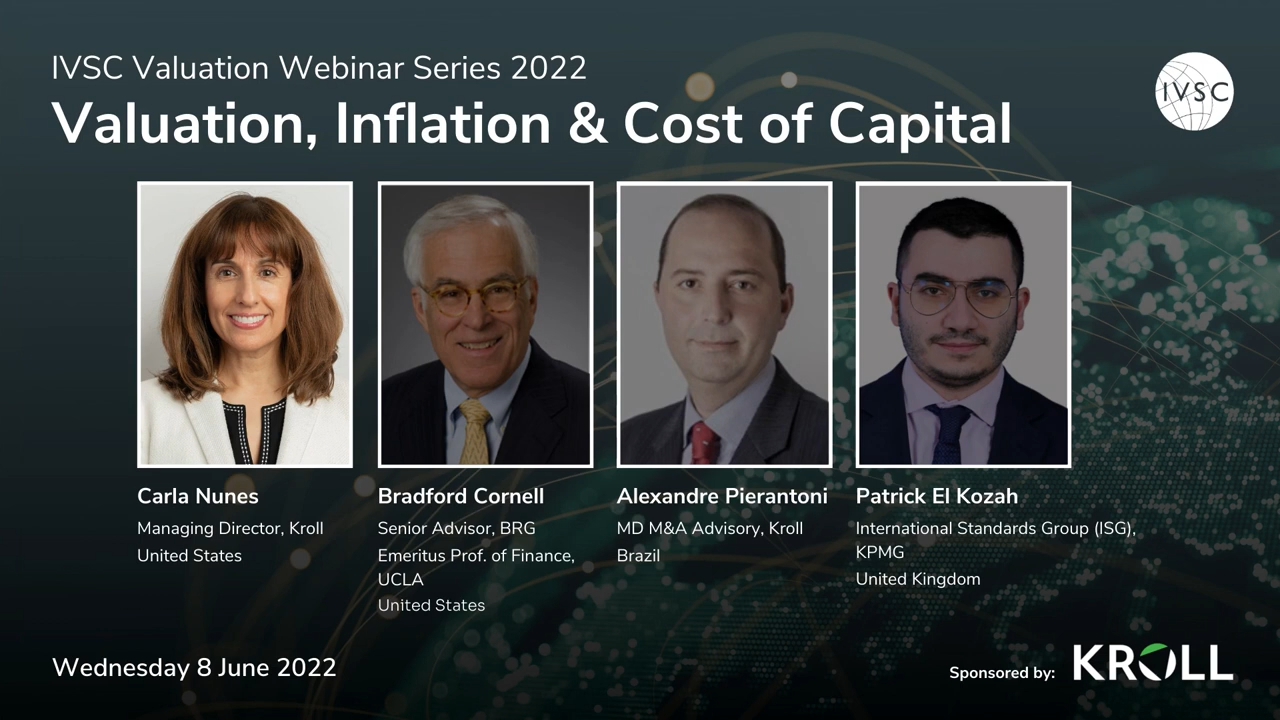 IVSC Valuation Webinar Series 2022
Valuation, Inflation & Cost of Capital
IVSC
Carla Nunes
Managing Director, Kroll
United States
Bradford Cornell
Senior Advisor, BRG
Emeritus Prof. of Finance,
UCLA
United States
Alexandre Pierantoni
MD M&A Advisory, Kroll
Brazil
Patrick El Kozah
International Standards Group (ISG),
KPMG
United Kingdom
Wednesday 8 June 2022
Sponsored by:
KROLL